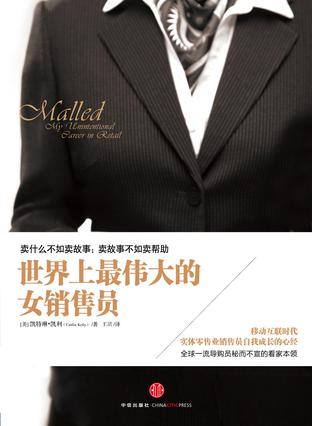 Malled
My Unintentional
Career in Retail
卖什么不如卖故事；卖故事不如卖帮助
世界上最伟大的
女销售员
[美]凯特琳·凯利(Caitlin Kelly)/著 王润/译
移动互联时代
实体零售业销售员自我成长的心经
全球一流导购员秘而不宣的看家本领
中信出版社·CHINACITICPRESS